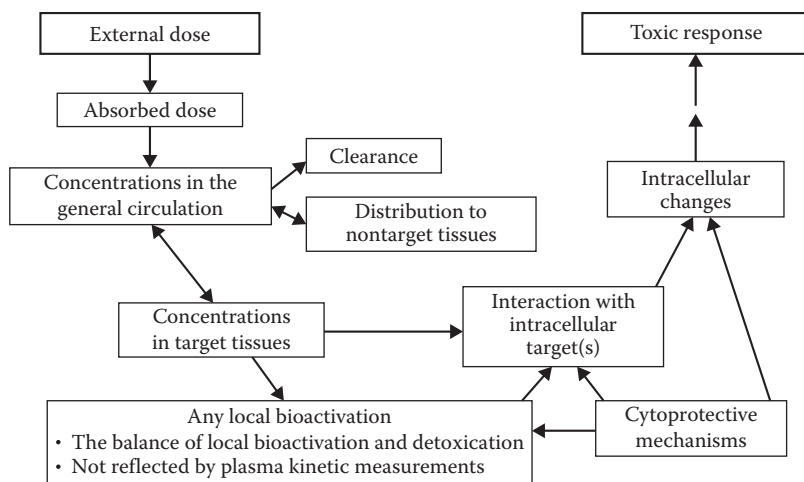 External dose
Toxic response
Absorbed dose
Clearance
Concentrations in the
general circulation
Intracellular
changes
Distribution to
nontarget tissues
Concentrations
in target tissues
Interaction with
intracellular
target(s)
Any local bioactivation
• The balance of local bioactivation and detoxication
• Not reflected by plasma kinetic measurements
Cytoprotective
mechanisms